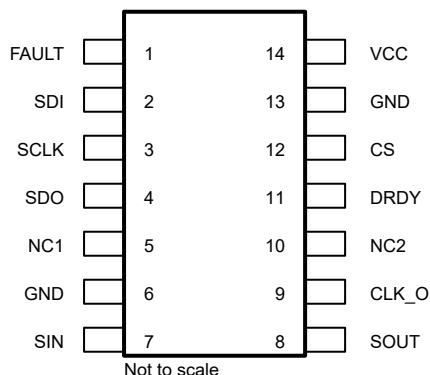 FAULT 1 14 VCC
SDI 2 13 GND
SCLK 3 12 CS
SDO 4 11 DRDY
NC1 5 10 NC2
GND 6 9 CLK_O
SIN 7 8 SOUT
Not to scale